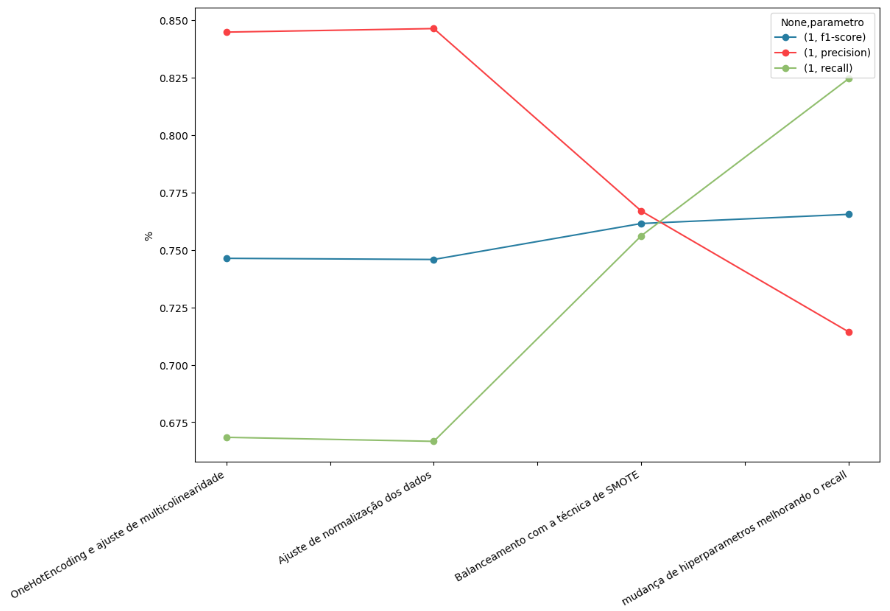 None,parametro
(1, f1-score)
(1, precision)
(1, recall)
0.850
0.825
0.800
0.775
0.750
0.725
0.700
0.675
%
OneHotEncoding e ajuste de multicolinearidade
Ajuste de normalização dos dados
Balanceamento com a técnica de SMOTE
mudança de hiperparametros melhorando o recall